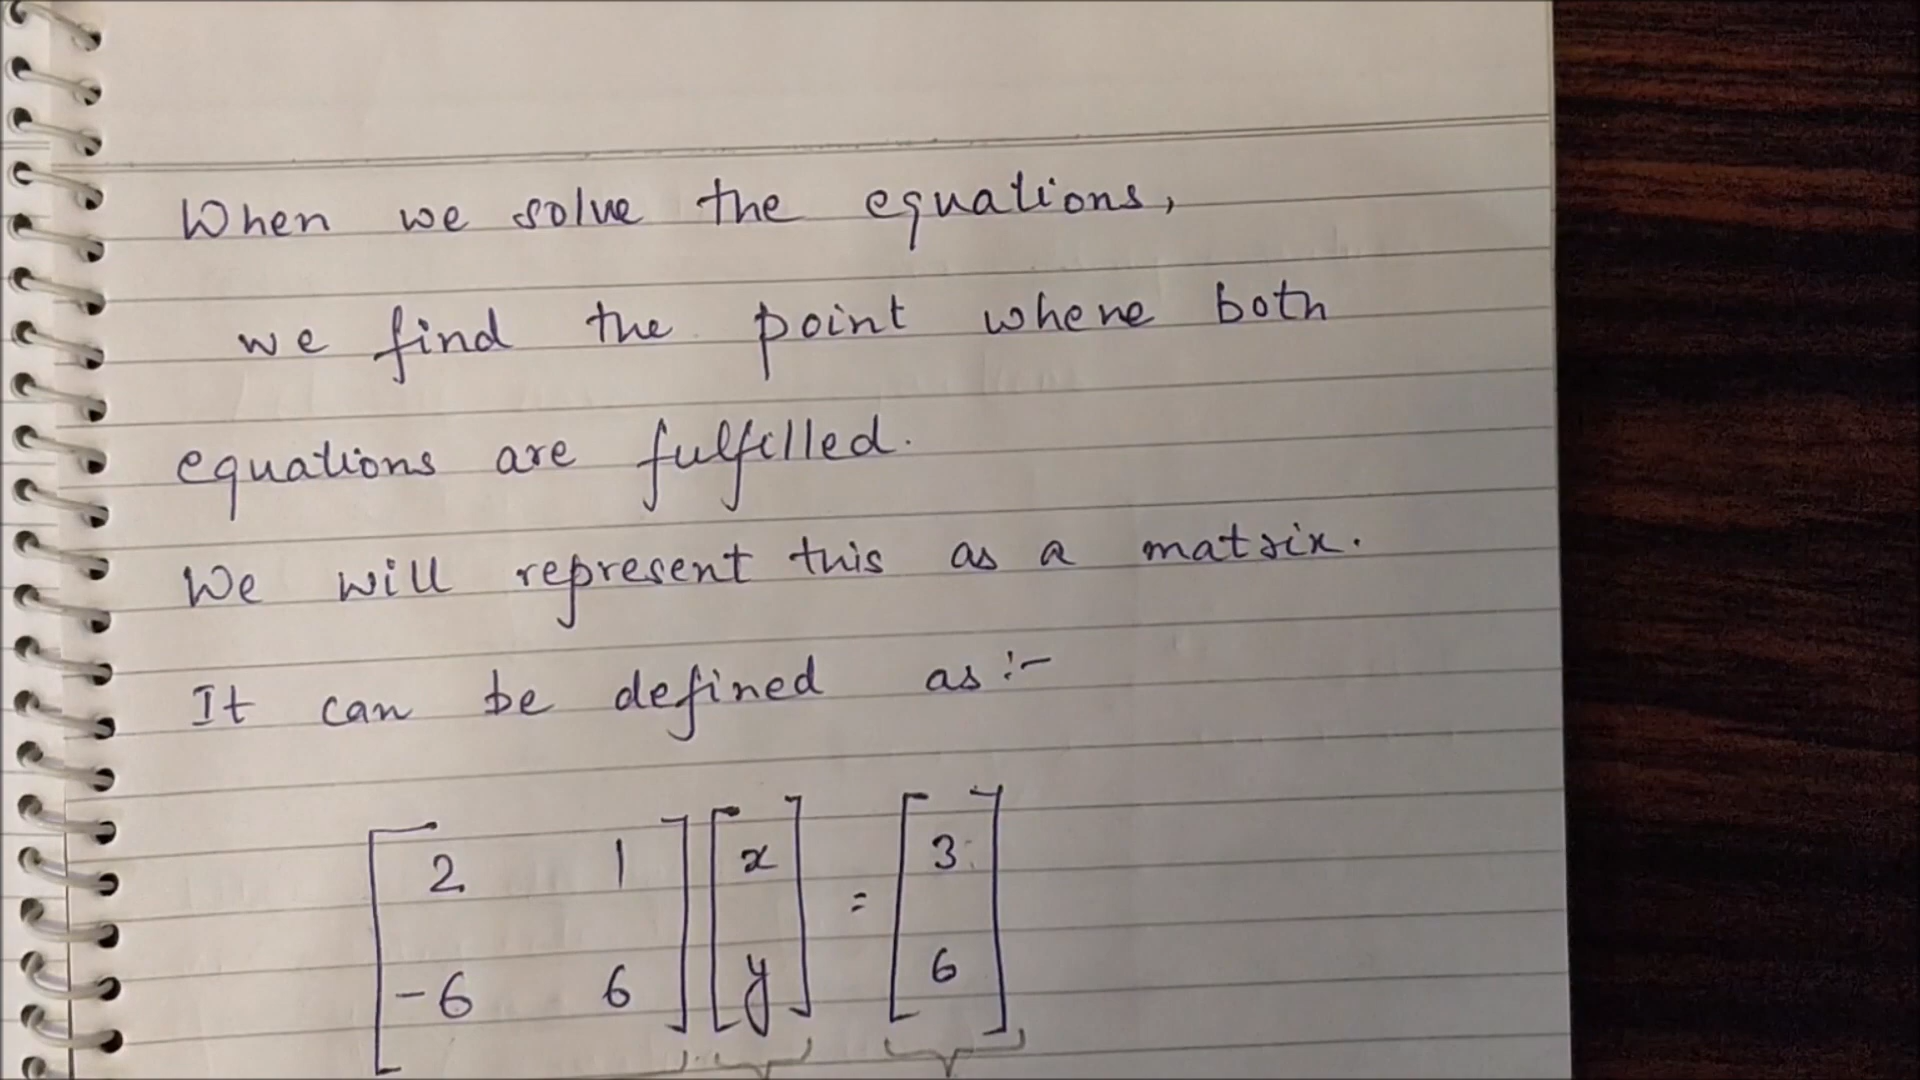 When we solve the equations,
we find the point where both
equations are fulfilled.
We will represent this as a matrix.
It can be defined as :-
[ 2 1 ] [ x ] = [ 3 ]
[ -6 6 ] [ y ] [ 6 ]